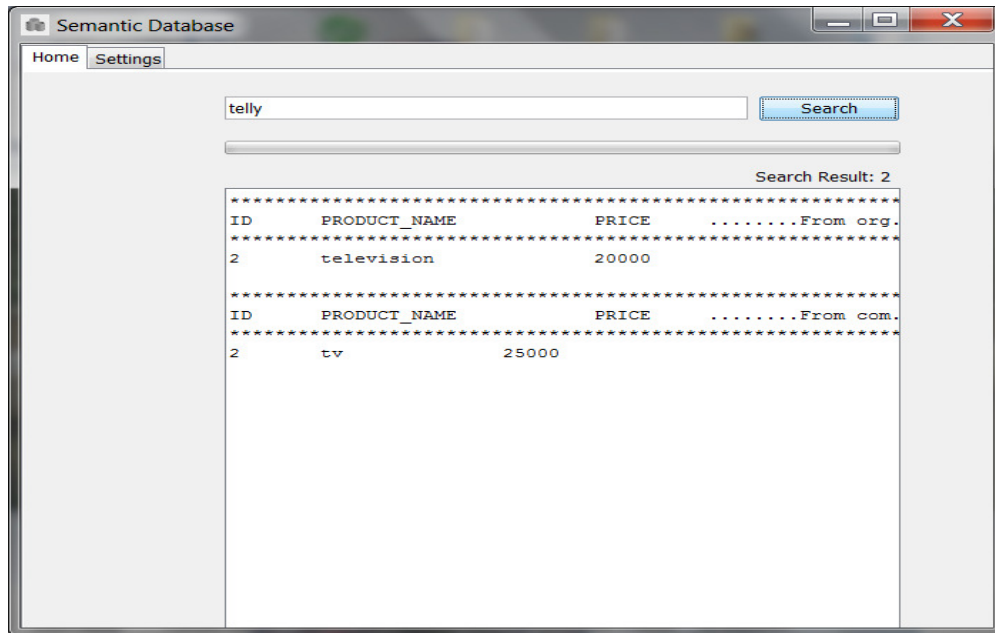 Semantic Database
Home Settings
telly Search
Search Result: 2
***********************************************************
ID PRODUCT_NAME PRICE ........From org.
***********************************************************
2 television 20000
***********************************************************
ID PRODUCT_NAME PRICE ........From com.
***********************************************************
2 tv 25000